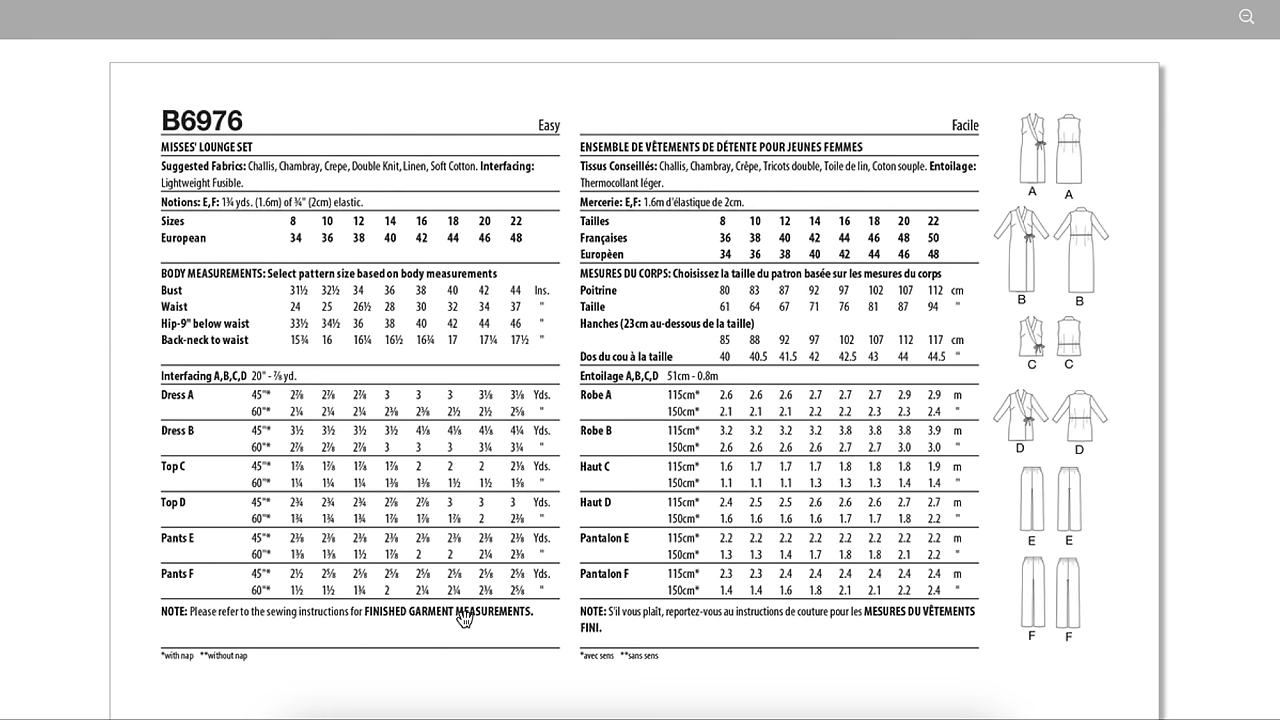 B6976 Easy
MISSES' LOUNGE SET
Suggested Fabrics: Challis, Chambray, Crepe, Double Knit, Linen, Soft Cotton. Interfacing:
Lightweight Fusible.
Notions: E,F: 1¾ yds. (1.6m) of ¾" (2cm) elastic.
Sizes 8 10 12 14 16 18 20 22
European 34 36 38 40 42 44 46 48
BODY MEASUREMENTS: Select pattern size based on body measurements
Bust 31½ 32½ 34 36 38 40 42 44 Ins.
Waist 24 25 26½ 28 30 32 34 37 "
Hip-9" below waist 33½ 34½ 36 38 40 42 44 46 "
Back-neck to waist 15¾ 16 16¼ 16½ 16¾ 17 17¼ 17½ "
Interfacing A,B,C,D 20" - ⅞ yd.
Dress A 45"* 2⅞ 2⅞ 2⅞ 3 3 3 3⅛ 3⅛ Yds.
60"* 2¼ 2¼ 2¼ 2⅜ 2⅜ 2½ 2½ 2⅝ "
Dress B 45"* 3½ 3½ 3½ 3½ 4⅛ 4⅛ 4⅛ 4¼ Yds.
60"* 2⅞ 2⅞ 2⅞ 3 3 3 3¼ 3¼ "
Top C 45"* 1⅞ 1⅞ 1⅞ 1⅞ 2 2 2 2⅛ Yds.
60"* 1¼ 1¼ 1¼ 1⅜ 1⅜ 1½ 1½ 1⅝ "
Top D 45"* 2¾ 2¾ 2¾ 2⅞ 2⅞ 3 3 3 Yds.
60"* 1¾ 1¾ 1¾ 1⅞ 1⅞ 1⅞ 2 2⅜ "
Pants E 45"* 2⅜ 2⅜ 2⅜ 2⅜ 2⅜ 2⅜ 2⅜ 2⅜ Yds.
60"* 1⅜ 1⅜ 1½ 1⅞ 2 2 2¼ 2⅜ "
Pants F 45"* 2½ 2⅝ 2⅝ 2⅝ 2⅝ 2⅝ 2⅝ 2⅝ Yds.
60"* 1½ 1½ 1¾ 2 2¼ 2¼ 2⅜ 2⅝ "
NOTE: Please refer to the sewing instructions for FINISHED GARMENT MEASUREMENTS.
*with nap **without nap
Facile
ENSEMBLE DE VÊTEMENTS DE DÉTENTE POUR JEUNES FEMMES
Tissus Conseillés: Challis, Chambray, Crêpe, Tricots double, Toile de lin, Coton souple. Entoilage:
Thermocollant léger.
Mercerie: E,F: 1.6m d'élastique de 2cm.
Tailles 8 10 12 14 16 18 20 22
Françaises 36 38 40 42 44 46 48 50
Europèen 34 36 38 40 42 44 46 48
MESURES DU CORPS: Choisissez la taille du patron basée sur les mesures du corps
Poitrine 80 83 87 92 97 102 107 112 cm
Taille 61 64 67 71 76 81 87 94 "
Hanches (23cm au-dessous de la taille)
85 88 92 97 102 107 112 117 cm
Dos du cou à la taille 40 40.5 41.5 42 42.5 43 44 44.5 "
Entoilage A,B,C,D 51cm - 0.8m
Robe A 115cm* 2.6 2.6 2.6 2.7 2.7 2.7 2.9 2.9 m
150cm* 2.1 2.1 2.1 2.2 2.2 2.3 2.3 2.4 "
Robe B 115cm* 3.2 3.2 3.2 3.2 3.8 3.8 3.8 3.9 m
150cm* 2.6 2.6 2.6 2.6 2.7 2.7 3.0 3.0 "
Haut C 115cm* 1.6 1.7 1.7 1.7 1.8 1.8 1.8 1.9 m
150cm* 1.1 1.1 1.1 1.3 1.3 1.3 1.4 1.4 "
Haut D 115cm* 2.4 2.5 2.5 2.6 2.6 2.6 2.7 2.7 m
150cm* 1.6 1.6 1.6 1.6 1.7 1.7 1.8 2.2 "
Pantalon E 115cm* 2.2 2.2 2.2 2.2 2.2 2.2 2.2 2.2 m
150cm* 1.3 1.3 1.4 1.7 1.8 1.8 2.1 2.2 "
Pantalon F 115cm* 2.3 2.3 2.4 2.4 2.4 2.4 2.4 2.4 m
150cm* 1.4 1.4 1.6 1.8 2.1 2.1 2.2 2.4 "
NOTE: S'il vous plaît, reportez-vous au instructions de couture pour les MESURES DU VÊTEMENTS
FINI.
*avec sens **sans sens
A A
B B
C C
D D
E E
F F